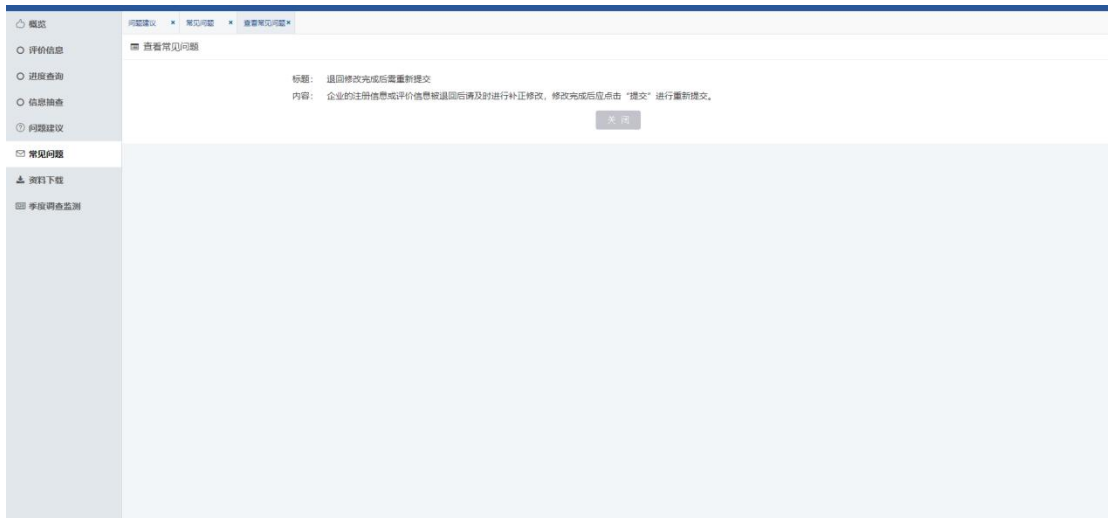 概览
评价信息
进度查询
信息抽查
问题建议
常见问题
资料下载
季度调查监测
问题建议 × 常见问题 × 查看常见问题×
查看常见问题
标题： 退回修改完成后需重新提交
内容： 企业的注册信息或评价信息被退回后请及时进行补正修改，修改完成后应点击“提交”进行重新提交。
关 闭